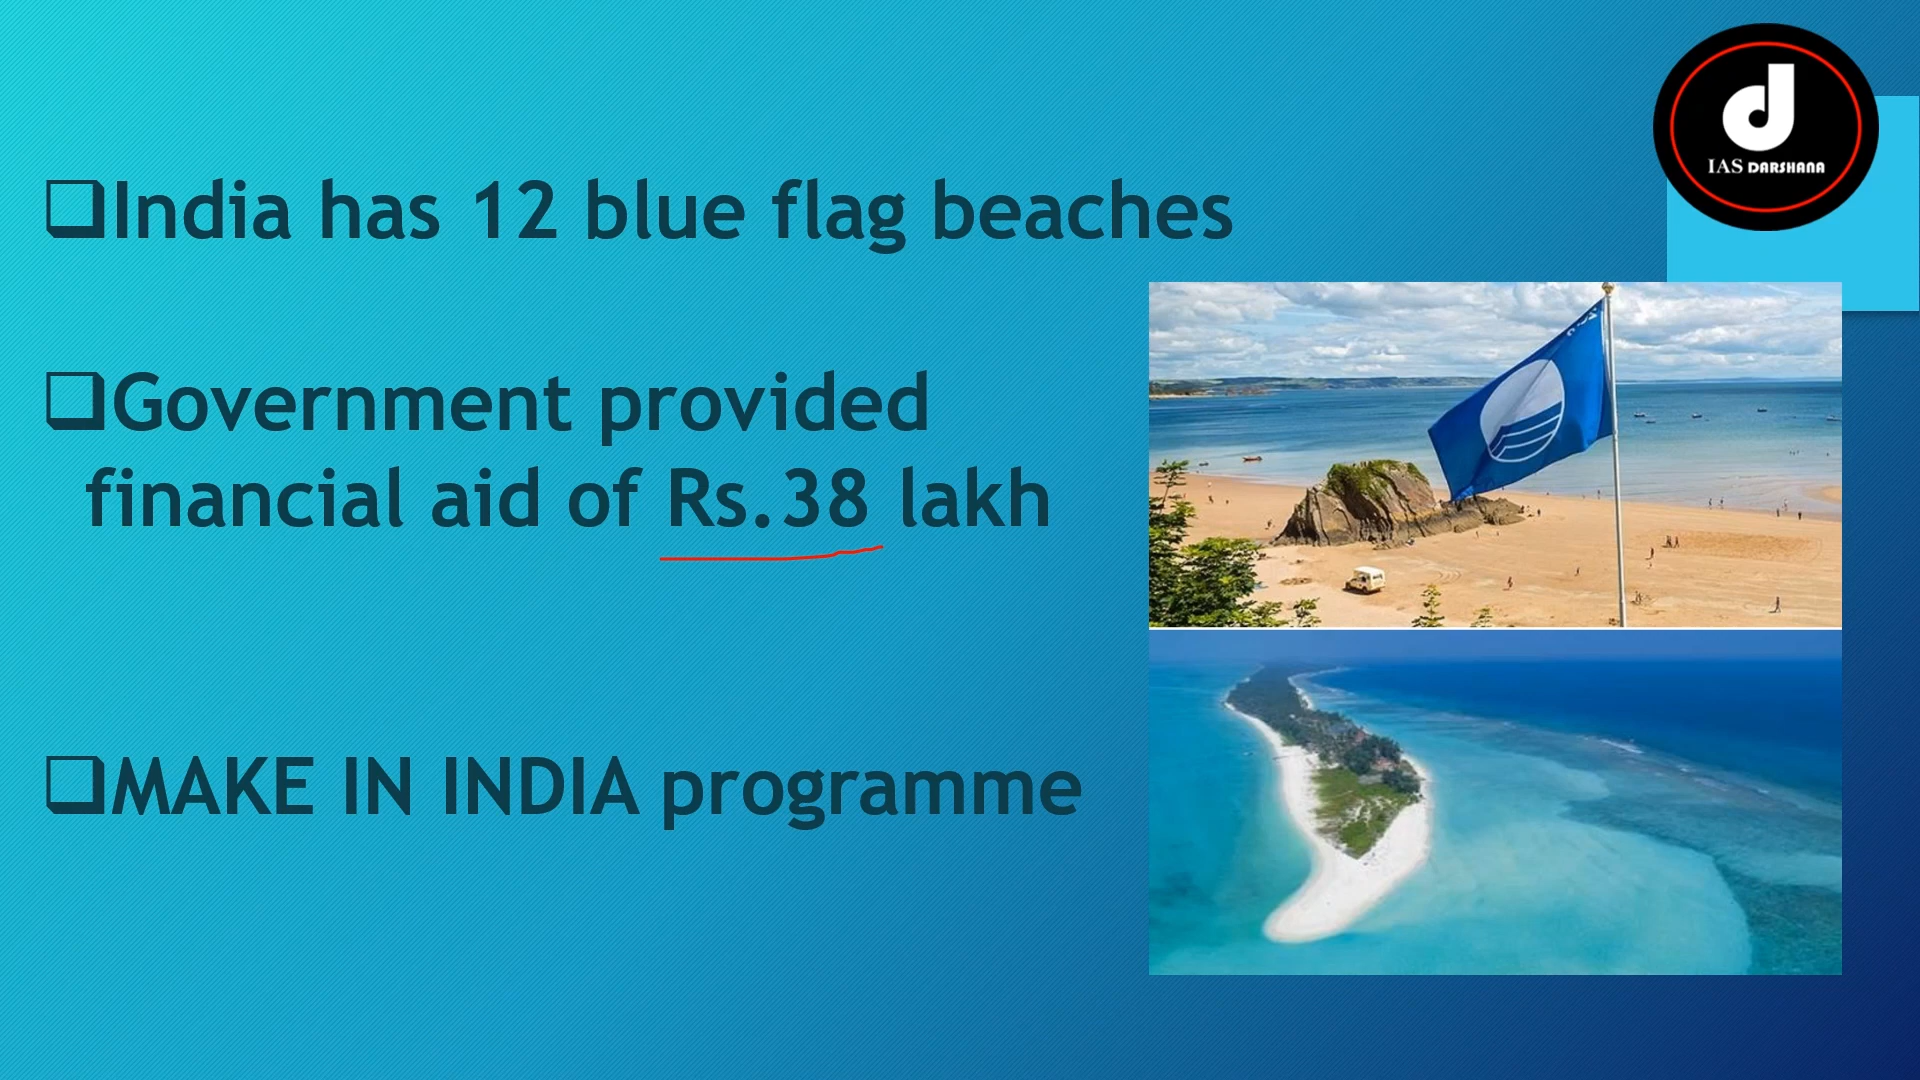 IAS DARSHANA
❑India has 12 blue flag beaches
❑Government provided
financial aid of Rs.38 lakh
❑MAKE IN INDIA programme